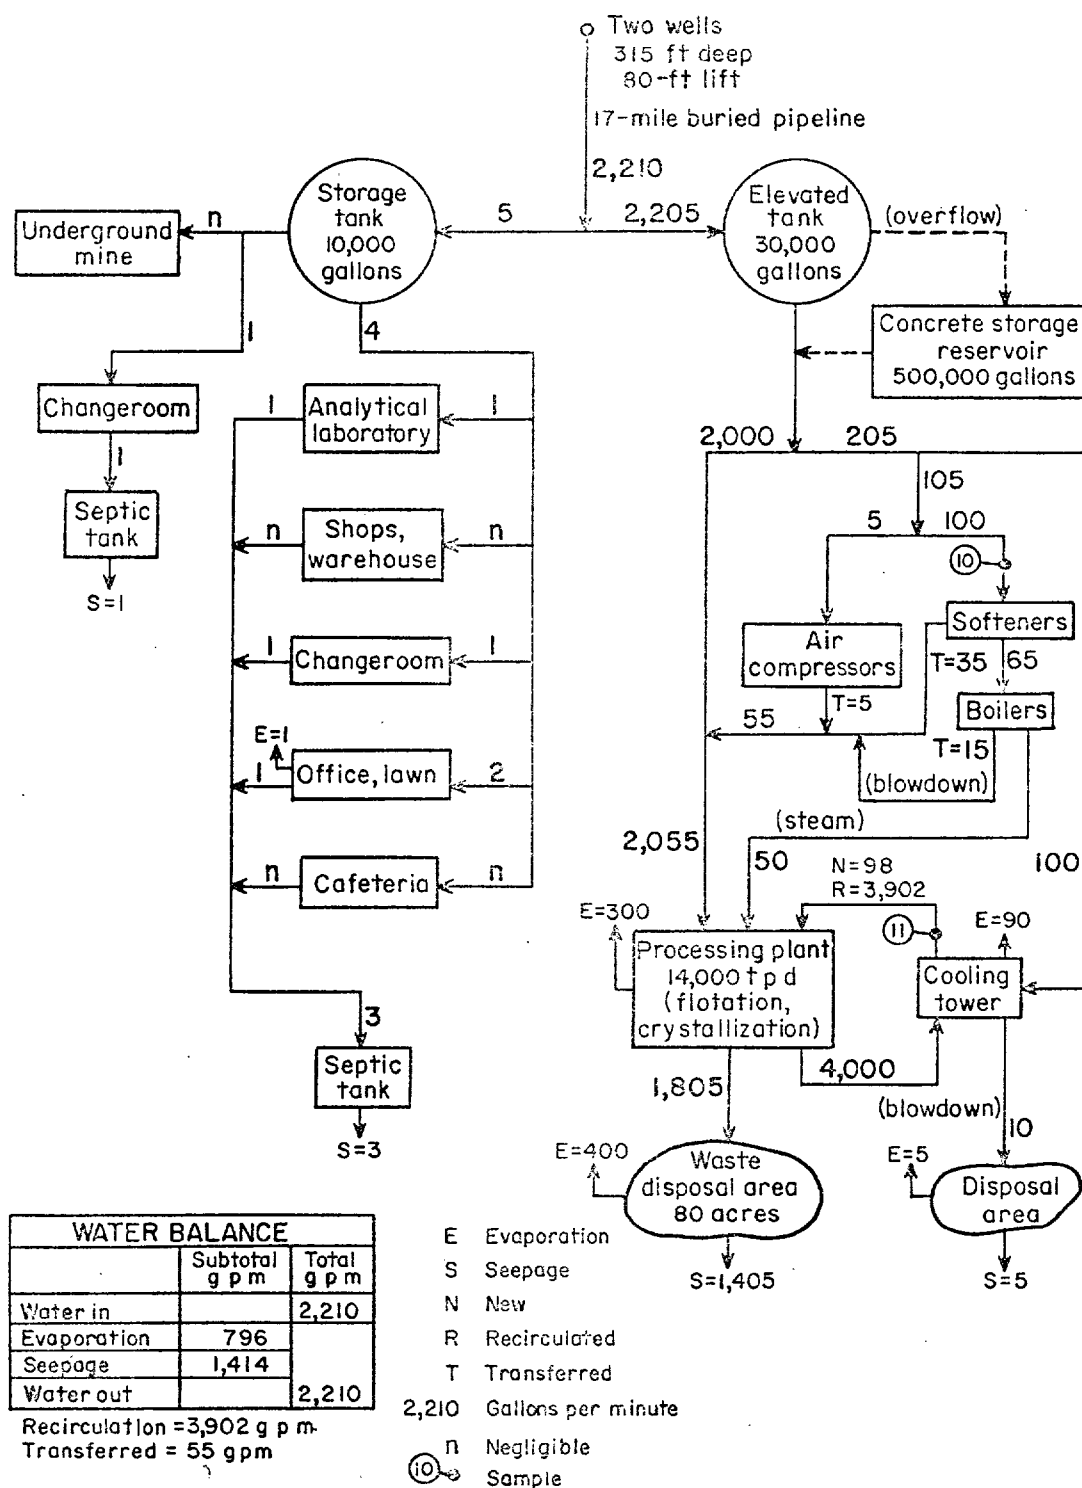 Two wells
315 ft deep
80-ft lift
17-mile buried pipeline
2,210
Storage
tank
10,000
gallons
5
2,205
Elevated
tank
30,000
gallons
(overflow)
n
Underground
mine
1
4
Concrete storage
reservoir
500,000 gallons
Changeroom
1
Septic
tank
S=1
1
Analytical
laboratory
1
n
Shops,
warehouse
n
1
Changeroom
1
E=1
1
Office, lawn
2
n
Cafeteria
n
3
Septic
tank
S=3
2,000
205
105
5
100
10
Softeners
Air
compressors
T=35
65
T=5
Boilers
55
T=15
(blowdown)
(steam)
2,055
50
100
N=98
R=3,902
E=300
11
E=90
Processing plant
14,000 t p d
(flotation,
crystallization)
Cooling
tower
4,000
1,805
(blowdown)
10
E=400
Waste
disposal area
80 acres
S=1,405
E=5
Disposal
area
S=5
WATER BALANCE
Subtotal
g p m
Total
g p m
Water in 2,210
Evaporation 796
Seepage 1,414
Water out 2,210
Recirculation =3,902 g p m.
Transferred = 55 gpm
E Evaporation
S Seepage
N New
R Recirculated
T Transferred
2,210 Gallons per minute
n Negligible
10 Sample